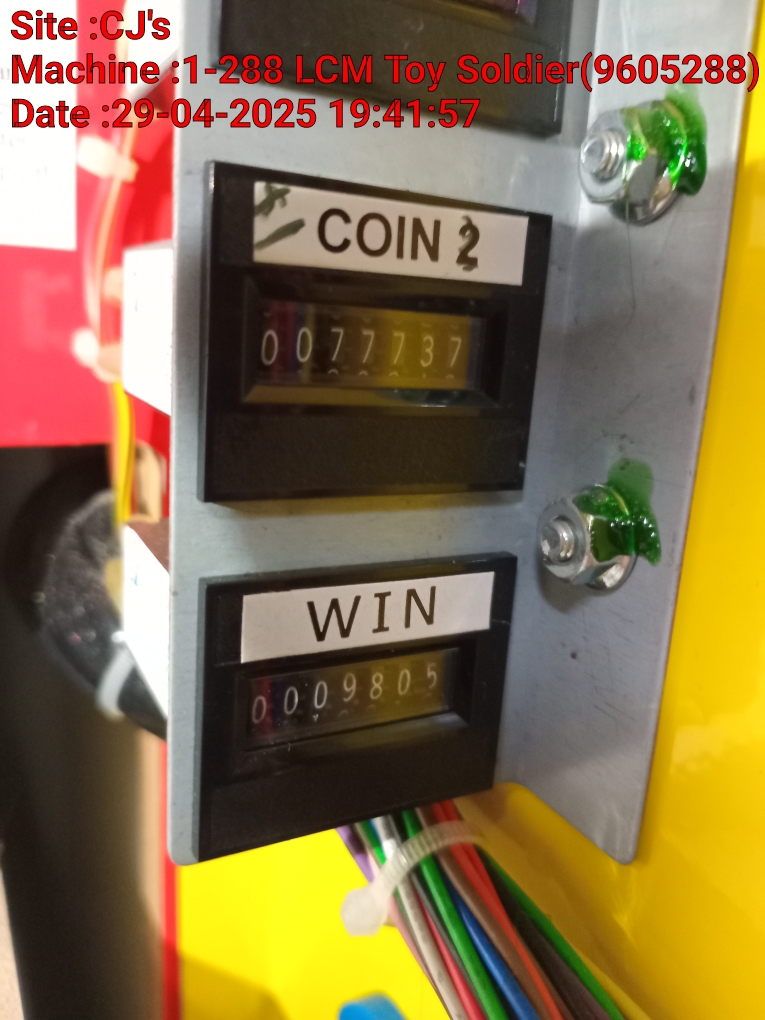 Site :CJ's
Machine :1-288 LCM Toy Soldier(9605288)
Date :29-04-2025 19:41:57
COIN 2
0077737
WIN
0009805